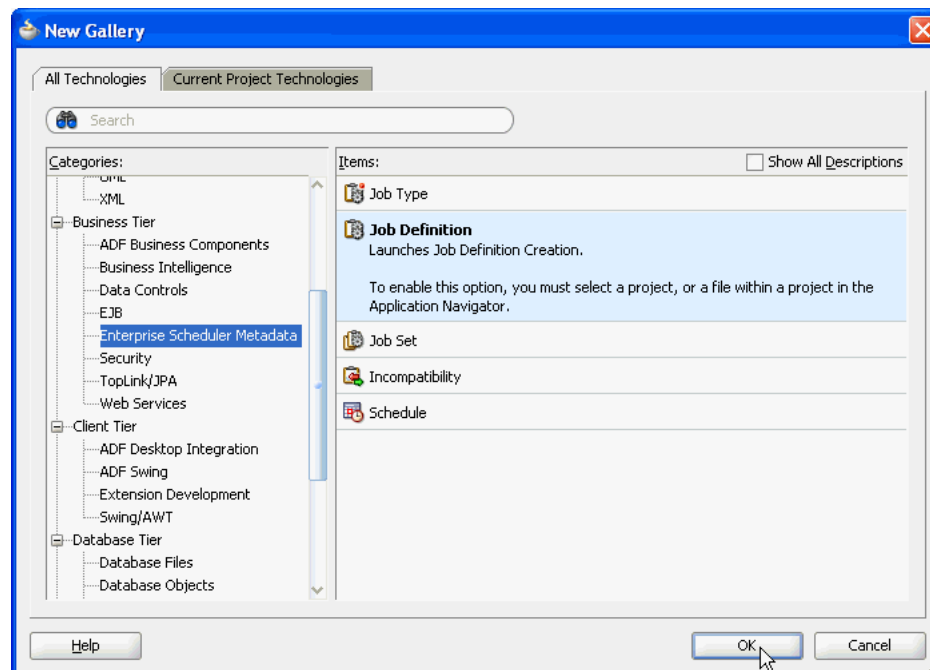 New Gallery
All Technologies
Current Project Technologies
Search
Categories:
XML
Business Tier
ADF Business Components
Business Intelligence
Data Controls
EJB
Enterprise Scheduler Metadata
Security
TopLink/JPA
Web Services
Client Tier
ADF Desktop Integration
ADF Swing
Extension Development
Swing/AWT
Database Tier
Database Files
Database Objects
Items:
Show All Descriptions
Job Type
Job Definition
Launches Job Definition Creation.
To enable this option, you must select a project, or a file within a project in the
Application Navigator.
Job Set
Incompatibility
Schedule
Help
OK
Cancel